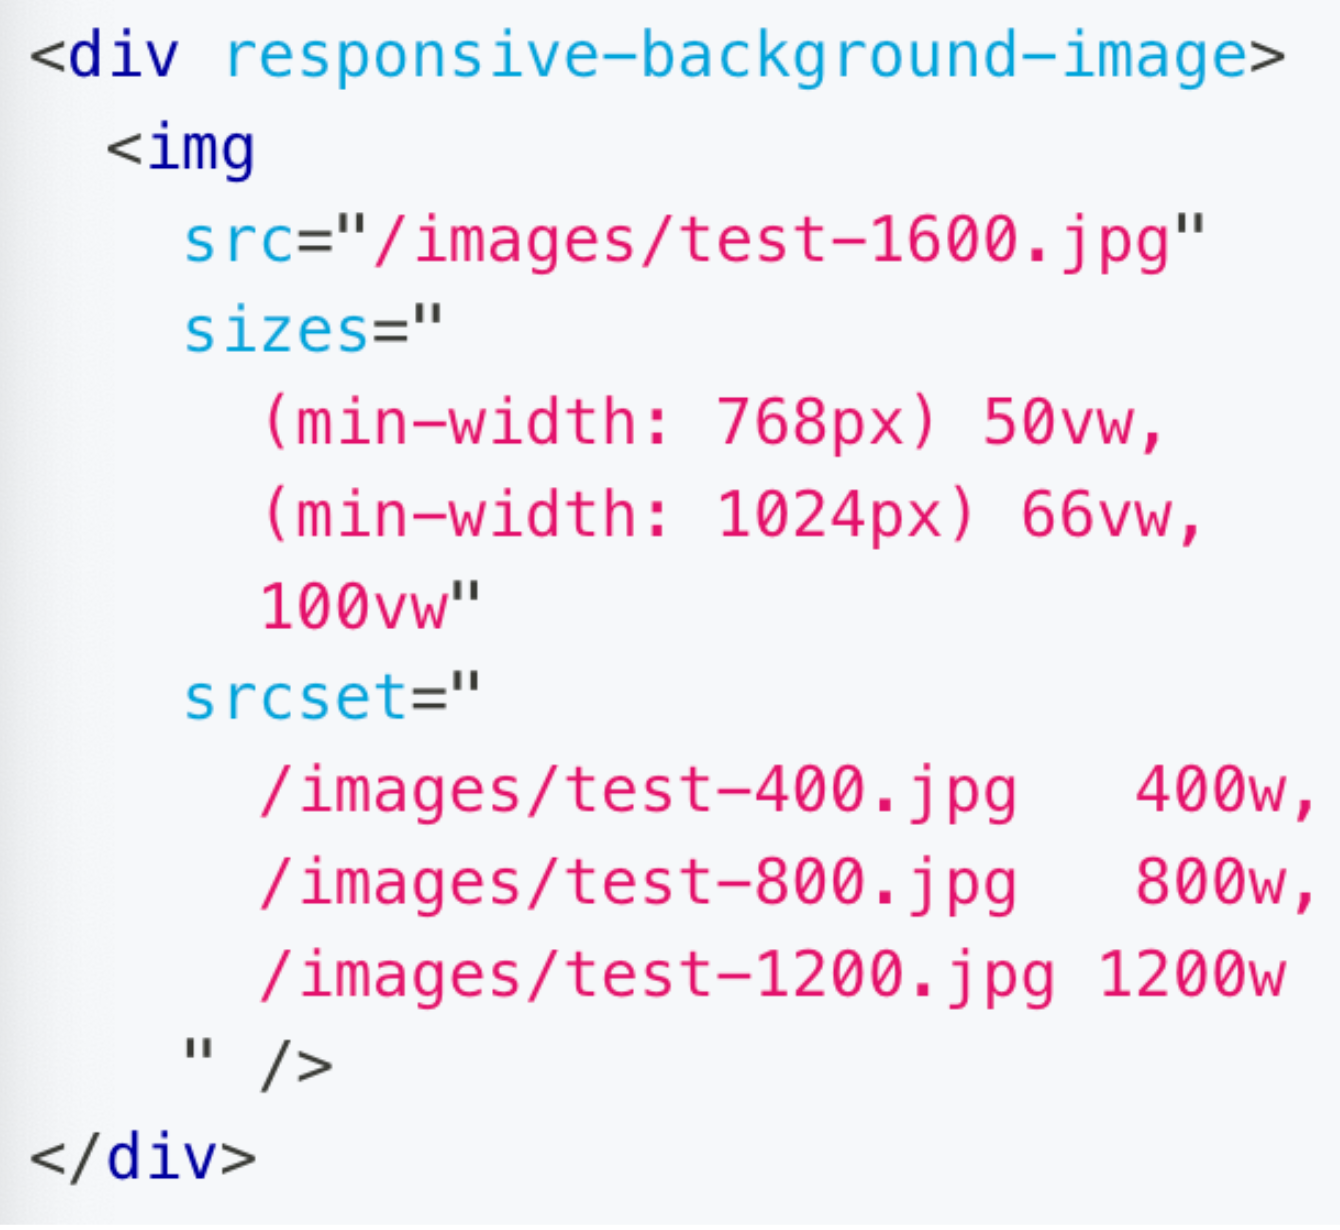 <div responsive-background-image>
  <img
    src="/images/test-1600.jpg"
    sizes="
      (min-width: 768px) 50vw,
      (min-width: 1024px) 66vw,
      100vw"
    srcset="
      /images/test-400.jpg   400w,
      /images/test-800.jpg   800w,
      /images/test-1200.jpg 1200w
    " />
</div>